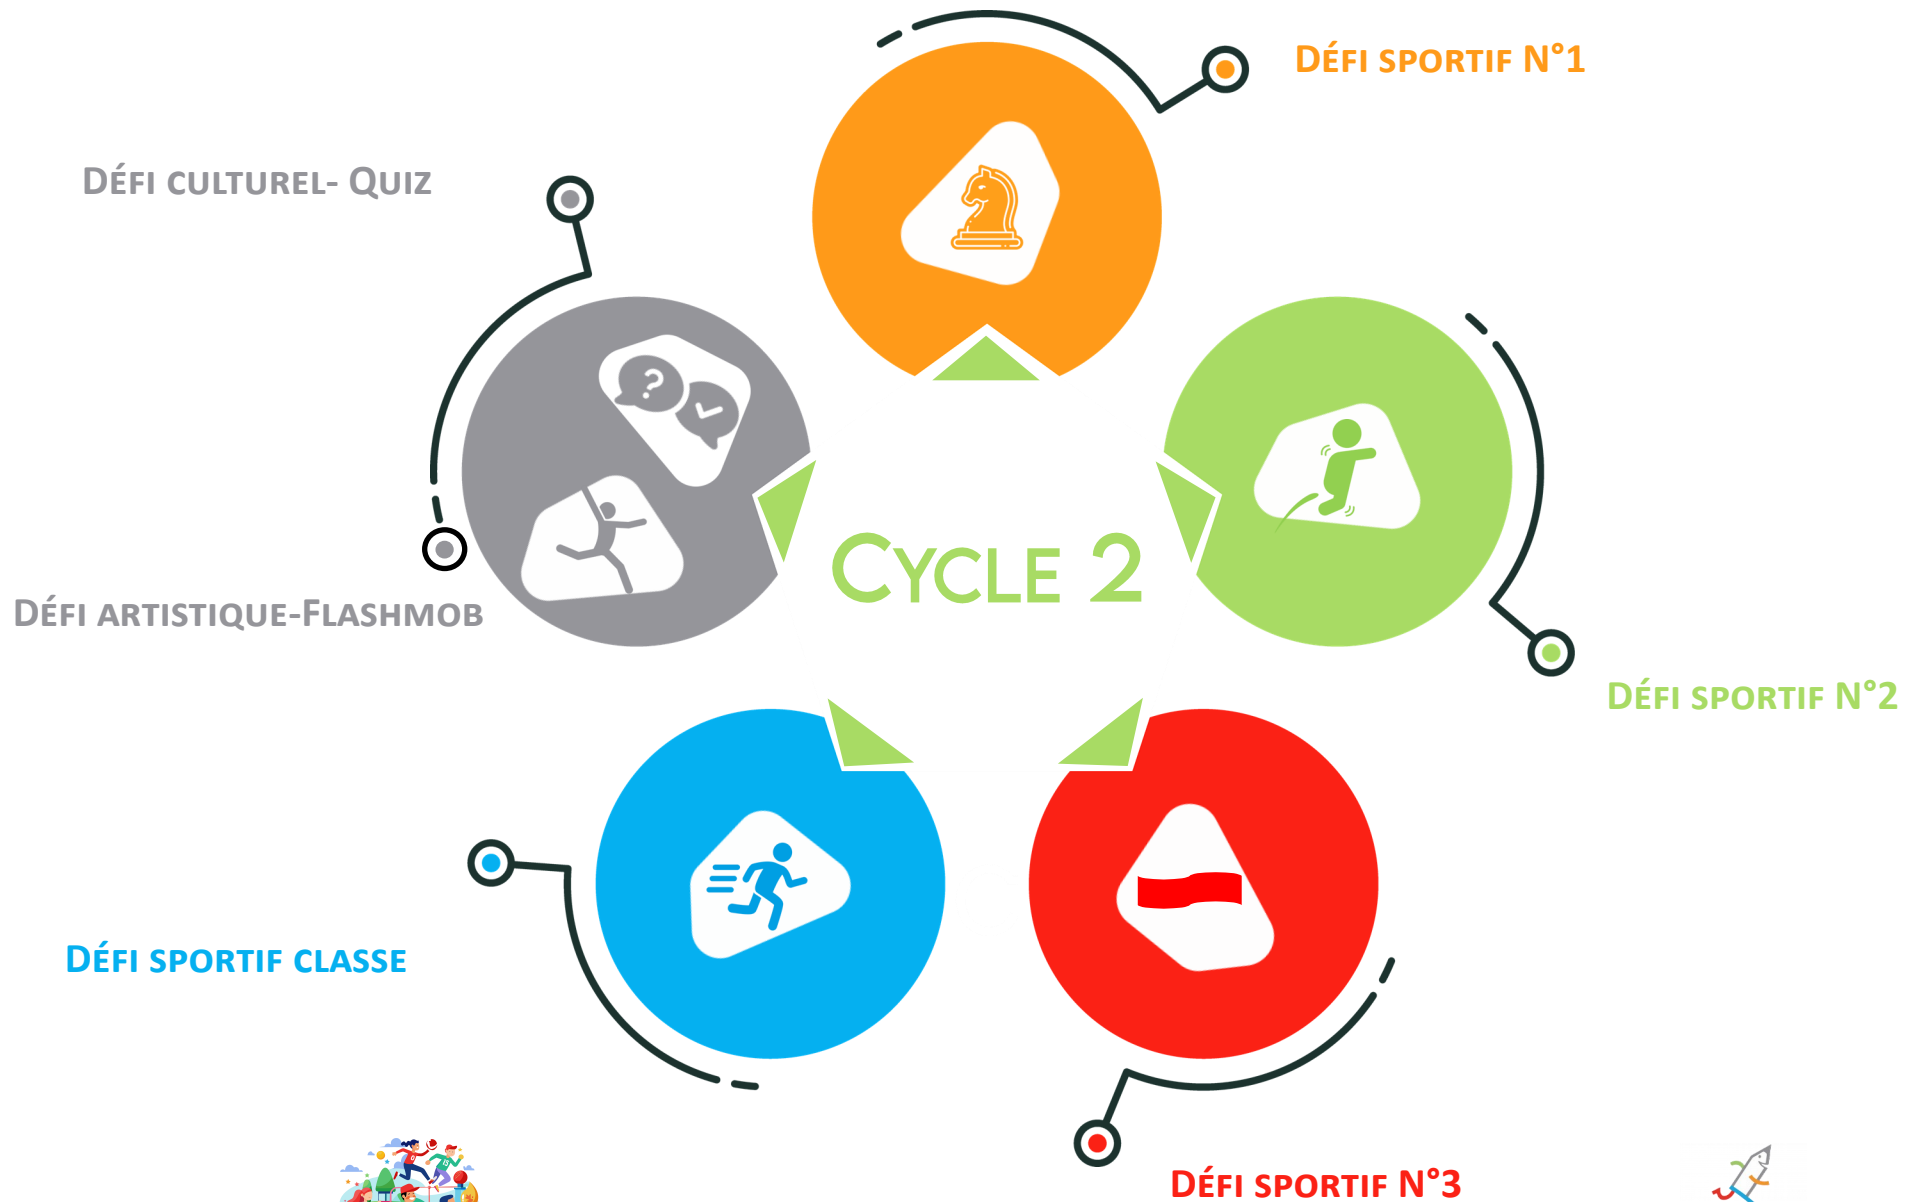 Défi sportif N°1
Défi culturel- Quiz
Cycle 2
Défi artistique-Flashmob
Défi sportif N°2
Défi sportif classe
Défi sportif N°3